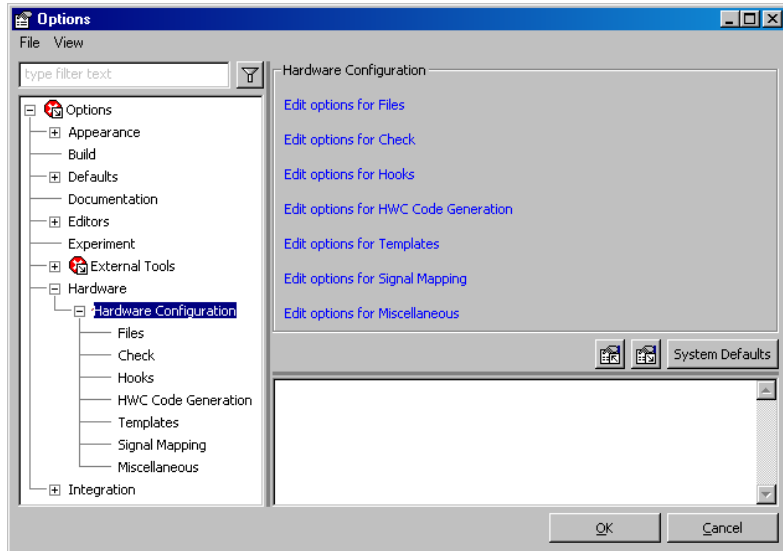 Options
File View
type filter text
Options
Appearance
Build
Defaults
Documentation
Editors
Experiment
External Tools
Hardware
Hardware Configuration
Files
Check
Hooks
HWC Code Generation
Templates
Signal Mapping
Miscellaneous
Integration
Hardware Configuration
Edit options for Files
Edit options for Check
Edit options for Hooks
Edit options for HWC Code Generation
Edit options for Templates
Edit options for Signal Mapping
Edit options for Miscellaneous
System Defaults
OK Cancel